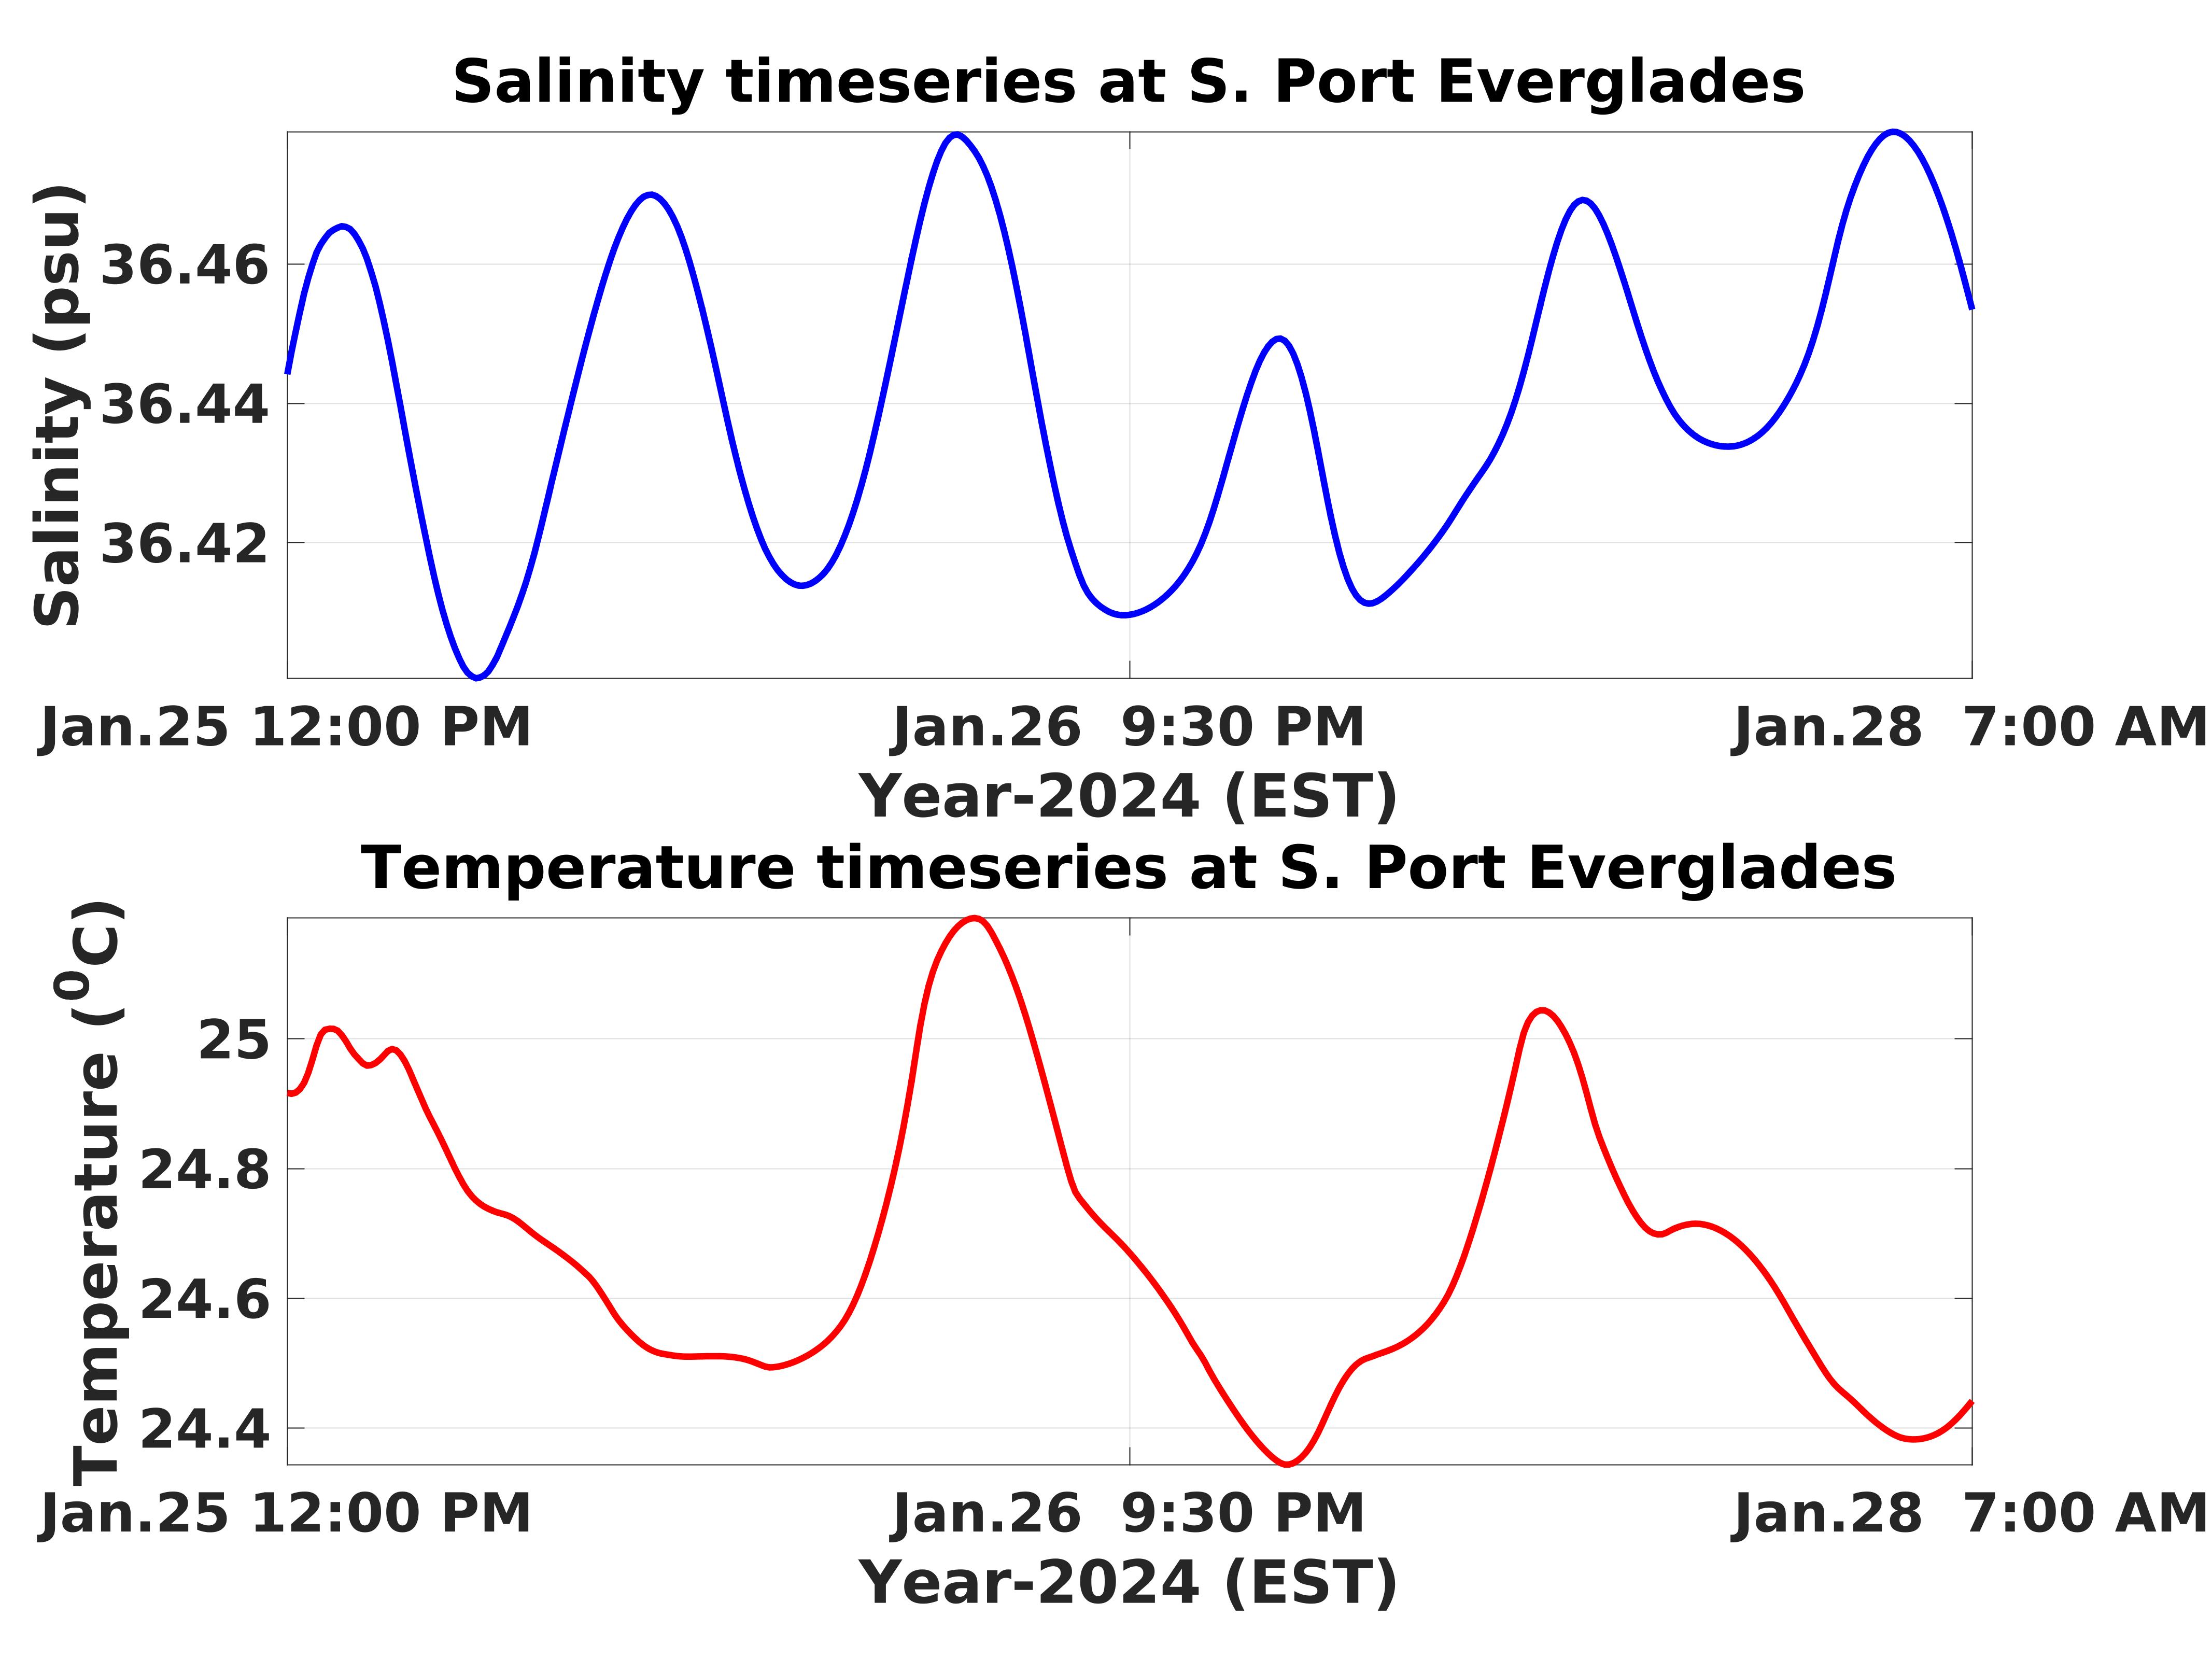 Salinity timeseries at S. Port Everglades
Salinity (psu)
36.46
36.44
36.42
Jan.25 12:00 PM Jan.26  9:30 PM Jan.28  7:00 AM
Year-2024 (EST)
Temperature timeseries at S. Port Everglades
Temperature (⁰C)
25
24.8
24.6
24.4
Jan.25 12:00 PM Jan.26  9:30 PM Jan.28  7:00 AM
Year-2024 (EST)